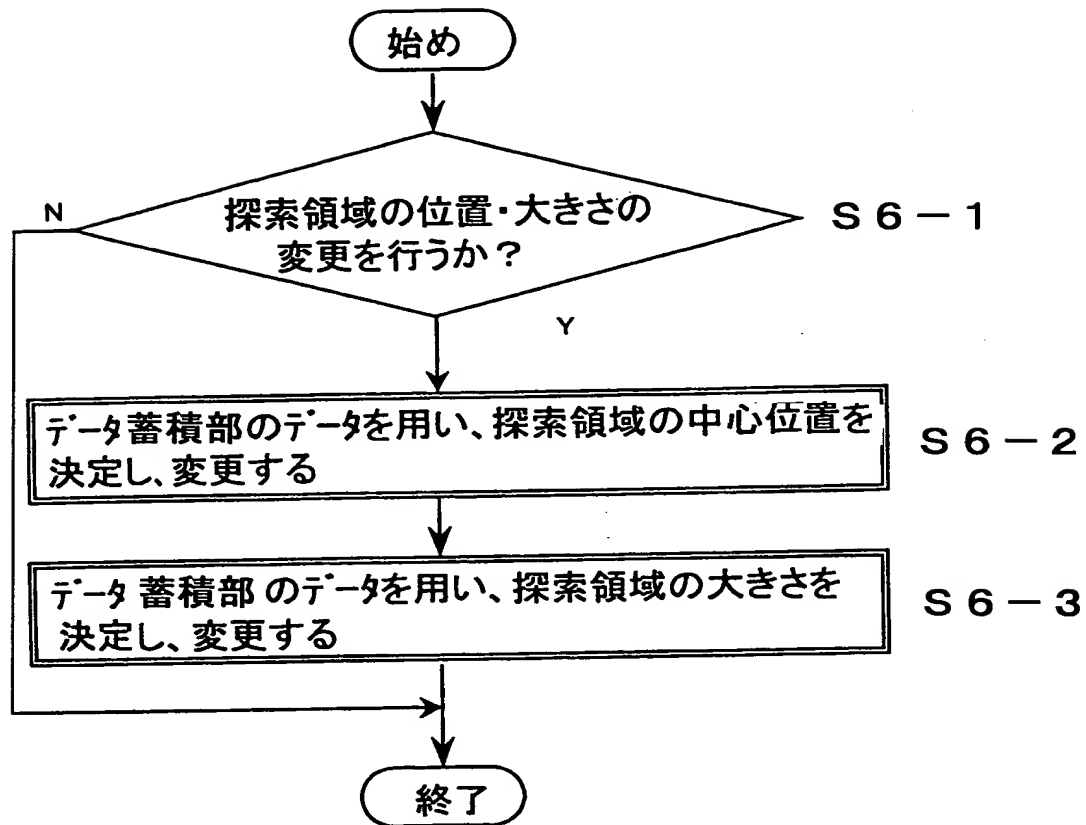 始め
N
探索領域の位置・大きさの
変更を行うか？
S6-1
Y
データ蓄積部のデータを用い、探索領域の中心位置を
決定し、変更する
S6-2
データ蓄積部のデータを用い、探索領域の大きさを
決定し、変更する
S6-3
終了